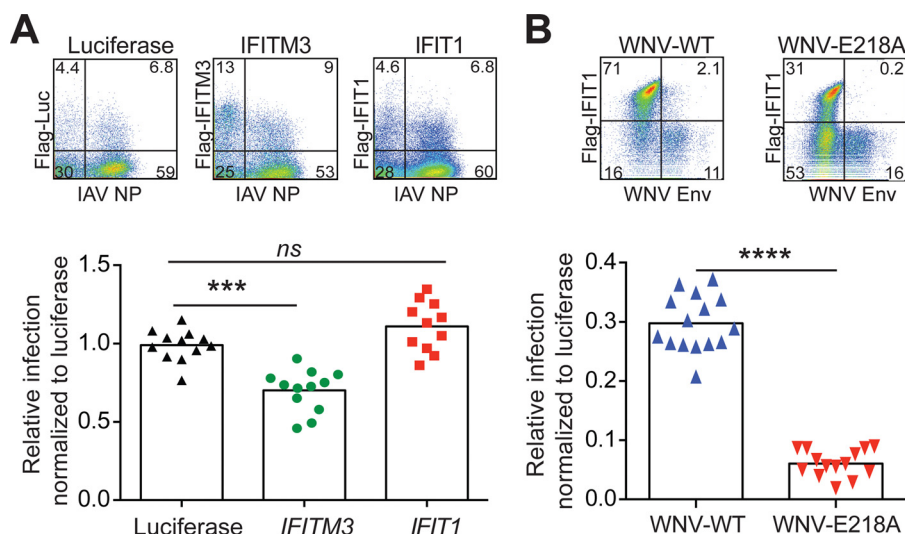 A
Luciferase
IFITM3
IFIT1
Flag-Luc
4.4
6.8
30
59
IAV NP
Flag-IFITM3
13
9
25
53
IAV NP
Flag-IFIT1
4.6
6.8
28
60
IAV NP
Relative infection
normalized to luciferase
1.5
1.0
0.5
0.0
ns
***
Luciferase
IFITM3
IFIT1
B
WNV-WT
WNV-E218A
Flag-IFIT1
71
2.1
16
11
WNV Env
Flag-IFIT1
31
0.2
53
16
WNV Env
Relative infection
normalized to luciferase
0.4
0.3
0.2
0.1
0.0
****
WNV-WT
WNV-E218A